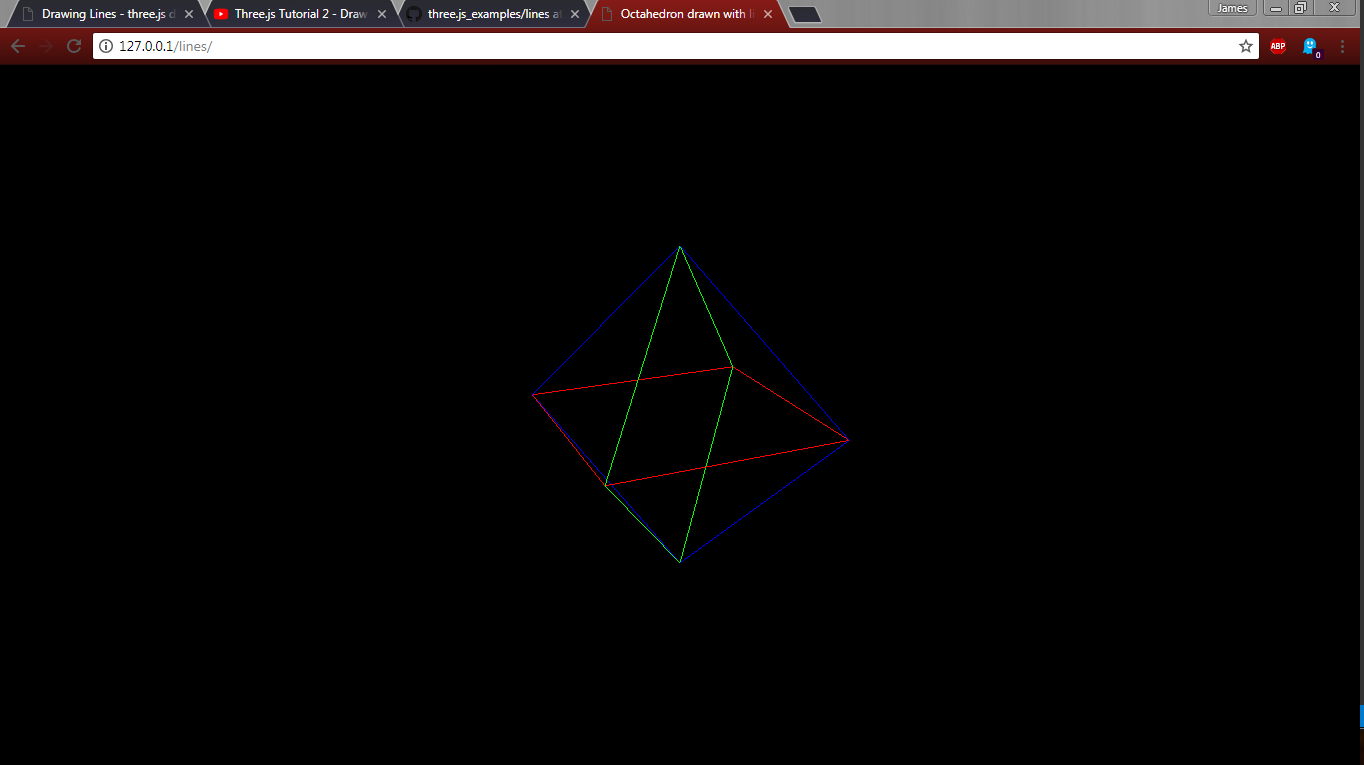 Drawing Lines - three.js d
Three.js Tutorial 2 - Draw
three.js_examples/lines a
Octahedron drawn with li
James
127.0.0.1/lines/
ABP
0